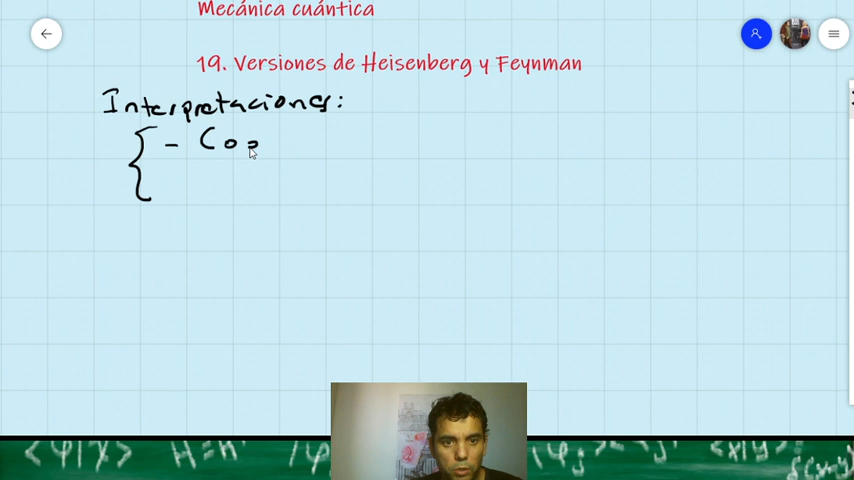 Mecánica cuántica
19. Versiones de Heisenberg y Feynman
Interpretaciones:
- Co